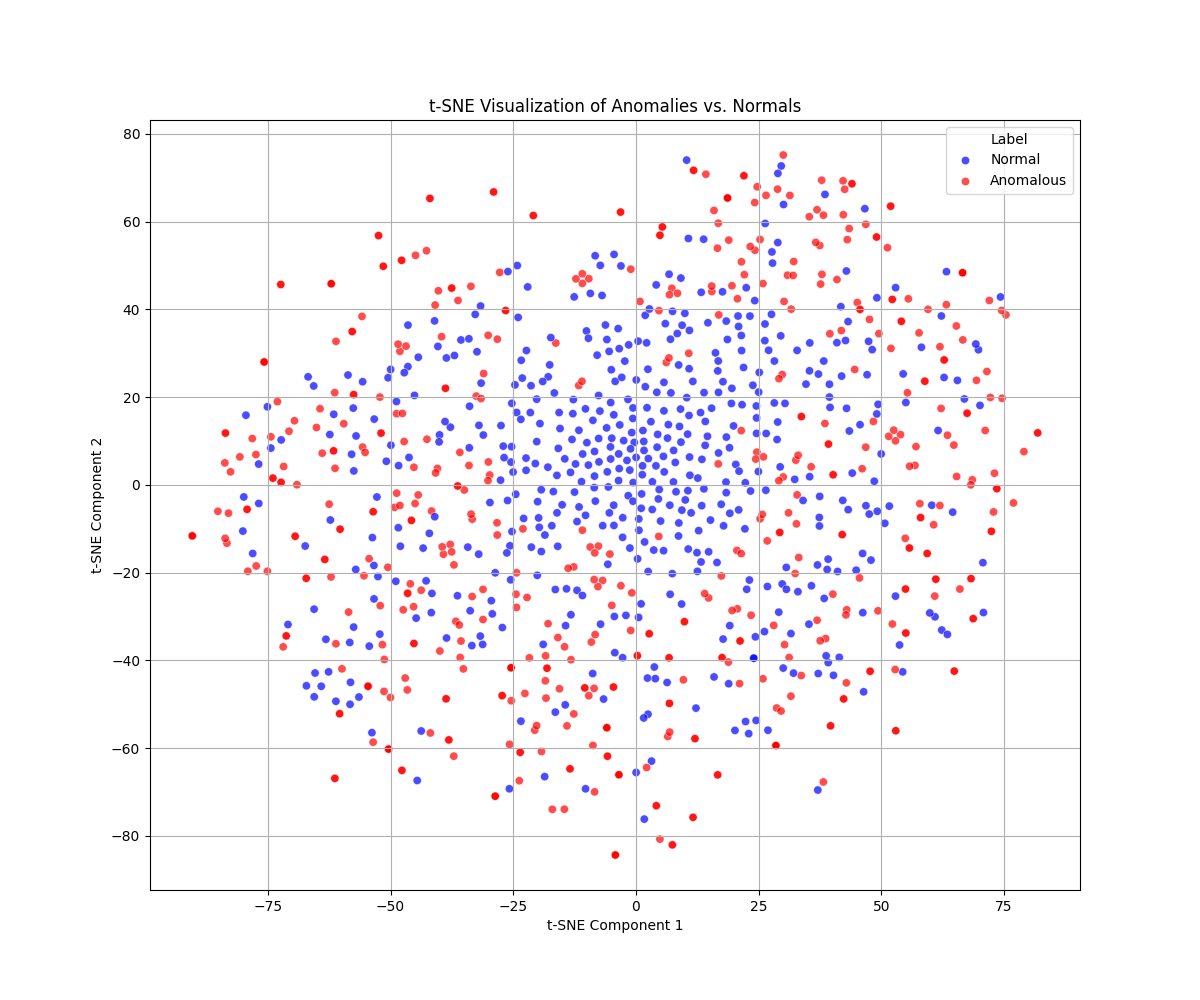 t-SNE Visualization of Anomalies vs. Normals
Label
Normal
Anomalous
80
60
40
20
0
−20
−40
−60
−80
t-SNE Component 2
−75
−50
−25
0
25
50
75
t-SNE Component 1